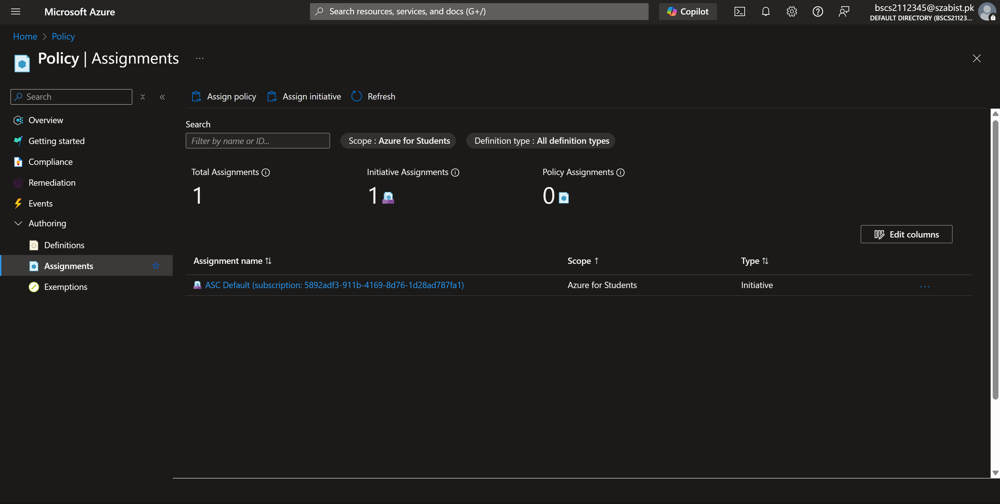 Microsoft Azure
Search resources, services, and docs (G+/)
Copilot
bscs2112345@szabist.pk
DEFAULT DIRECTORY (BSCS21123...
Home > Policy
Policy | Assignments ...
Search
Overview
Getting started
Compliance
Remediation
Events
Authoring
Definitions
Assignments
Exemptions
Assign policy Assign initiative Refresh
Search
Filter by name or ID...
Scope : Azure for Students
Definition type : All definition types
Total Assignments
1
Initiative Assignments
1
Policy Assignments
0
Edit columns
Assignment name Scope Type
ASC Default (subscription: 5892adf3-911b-4169-8d76-1d28ad787fa1) Azure for Students Initiative ...